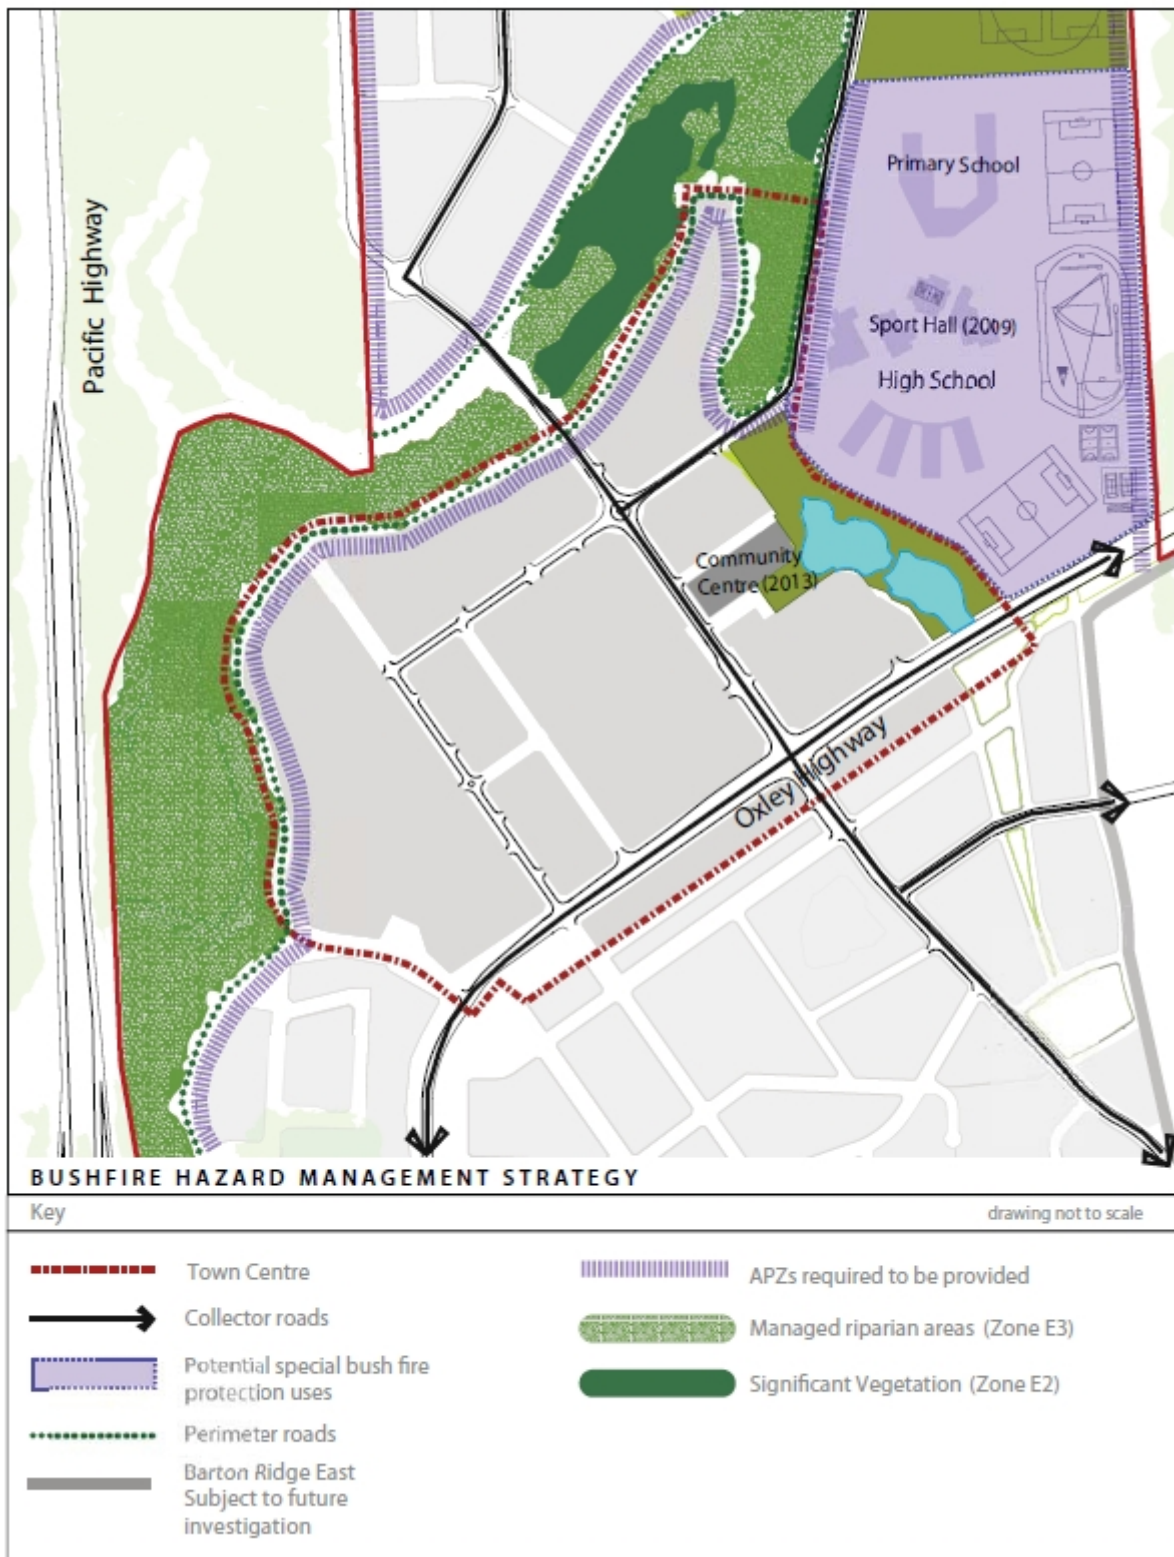 Primary School
Pacific Highway
Sport Hall (2009)
High School
Community
Centre (2013)
Oxley Highway
BUSHFIRE HAZARD MANAGEMENT STRATEGY
Key
drawing not to scale
Town Centre
Collector roads
Potential special bush fire
protection uses
Perimeter roads
Barton Ridge East
Subject to future
investigation
APZs required to be provided
Managed riparian areas (Zone E3)
Significant Vegetation (Zone E2)